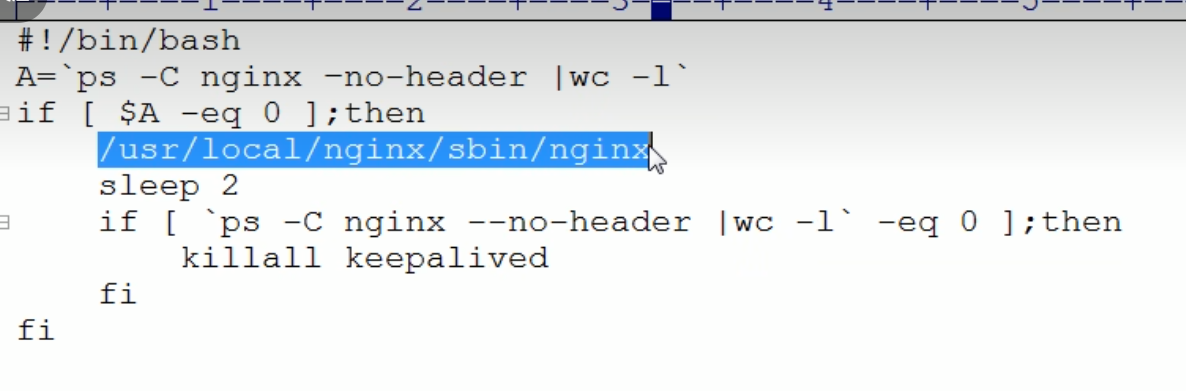 ----+----1----+----2----+----3----+----4----+----5----+--
#!/bin/bash
A=`ps -C nginx –no-header |wc -l`
if [ $A -eq 0 ];then
/usr/local/nginx/sbin/nginx
sleep 2
if [ `ps -C nginx --no-header |wc -l` -eq 0 ];then
killall keepalived
fi
fi